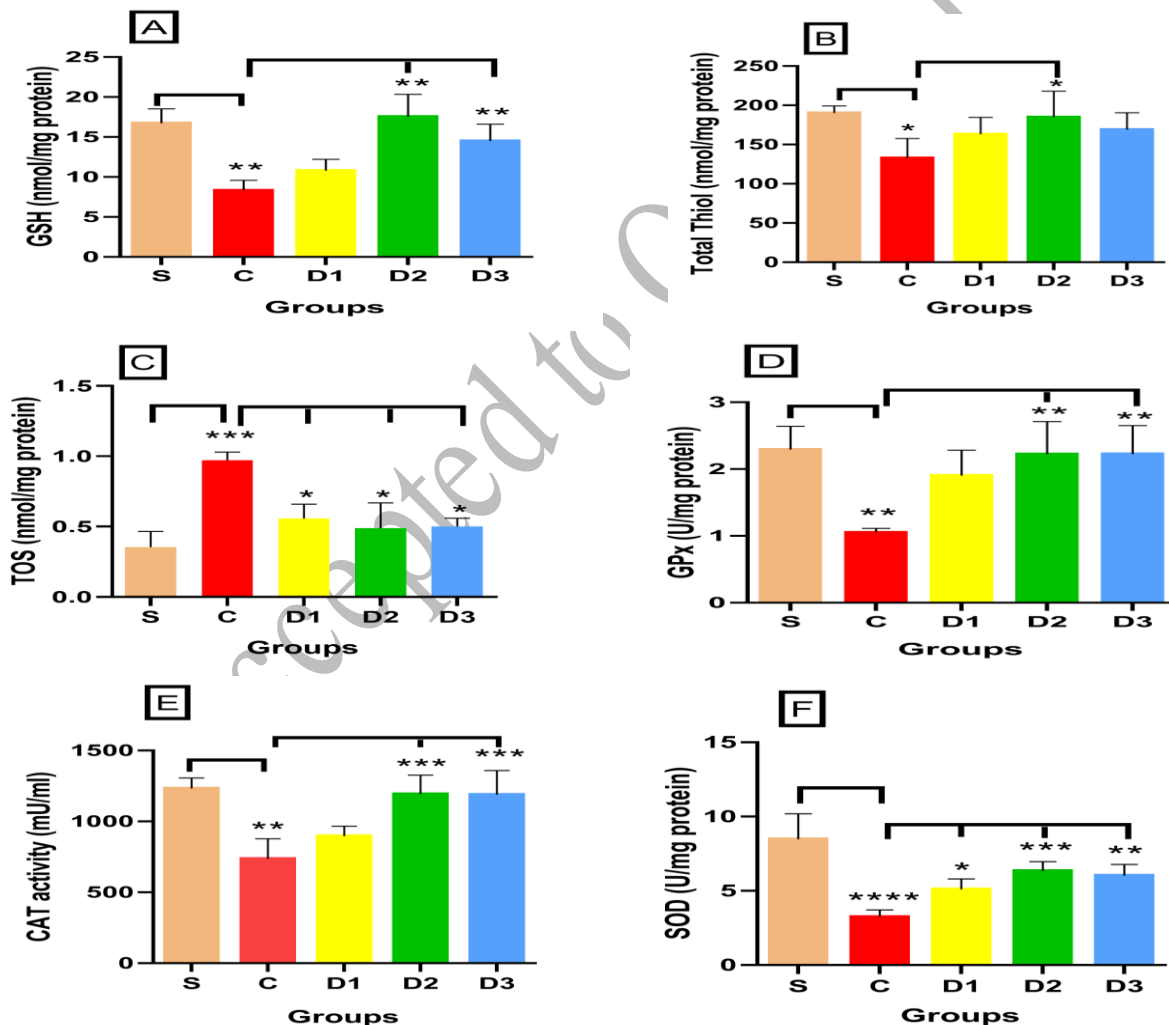 A
GSH (nmol/mg protein)
25
20
15
10
5
0
**
**
**
S C D1 D2 D3
Groups
B
Total Thiol (nmol/mg protein)
250
200
150
100
50
0
*
*
S C D1 D2 D3
Groups
C
TOS (nmol/mg protein)
1.5
1.0
0.5
0.0
***
*
*
*
S C D1 D2 D3
Groups
D
GPx (U/mg protein)
3
2
1
0
**
**
**
S C D1 D2 D3
Groups
E
CAT activity (mU/ml)
1500
1000
500
0
**
***
***
S C D1 D2 D3
Groups
F
SOD (U/mg protein)
15
10
5
0
****
*
***
**
S C D1 D2 D3
Groups
ccepted to